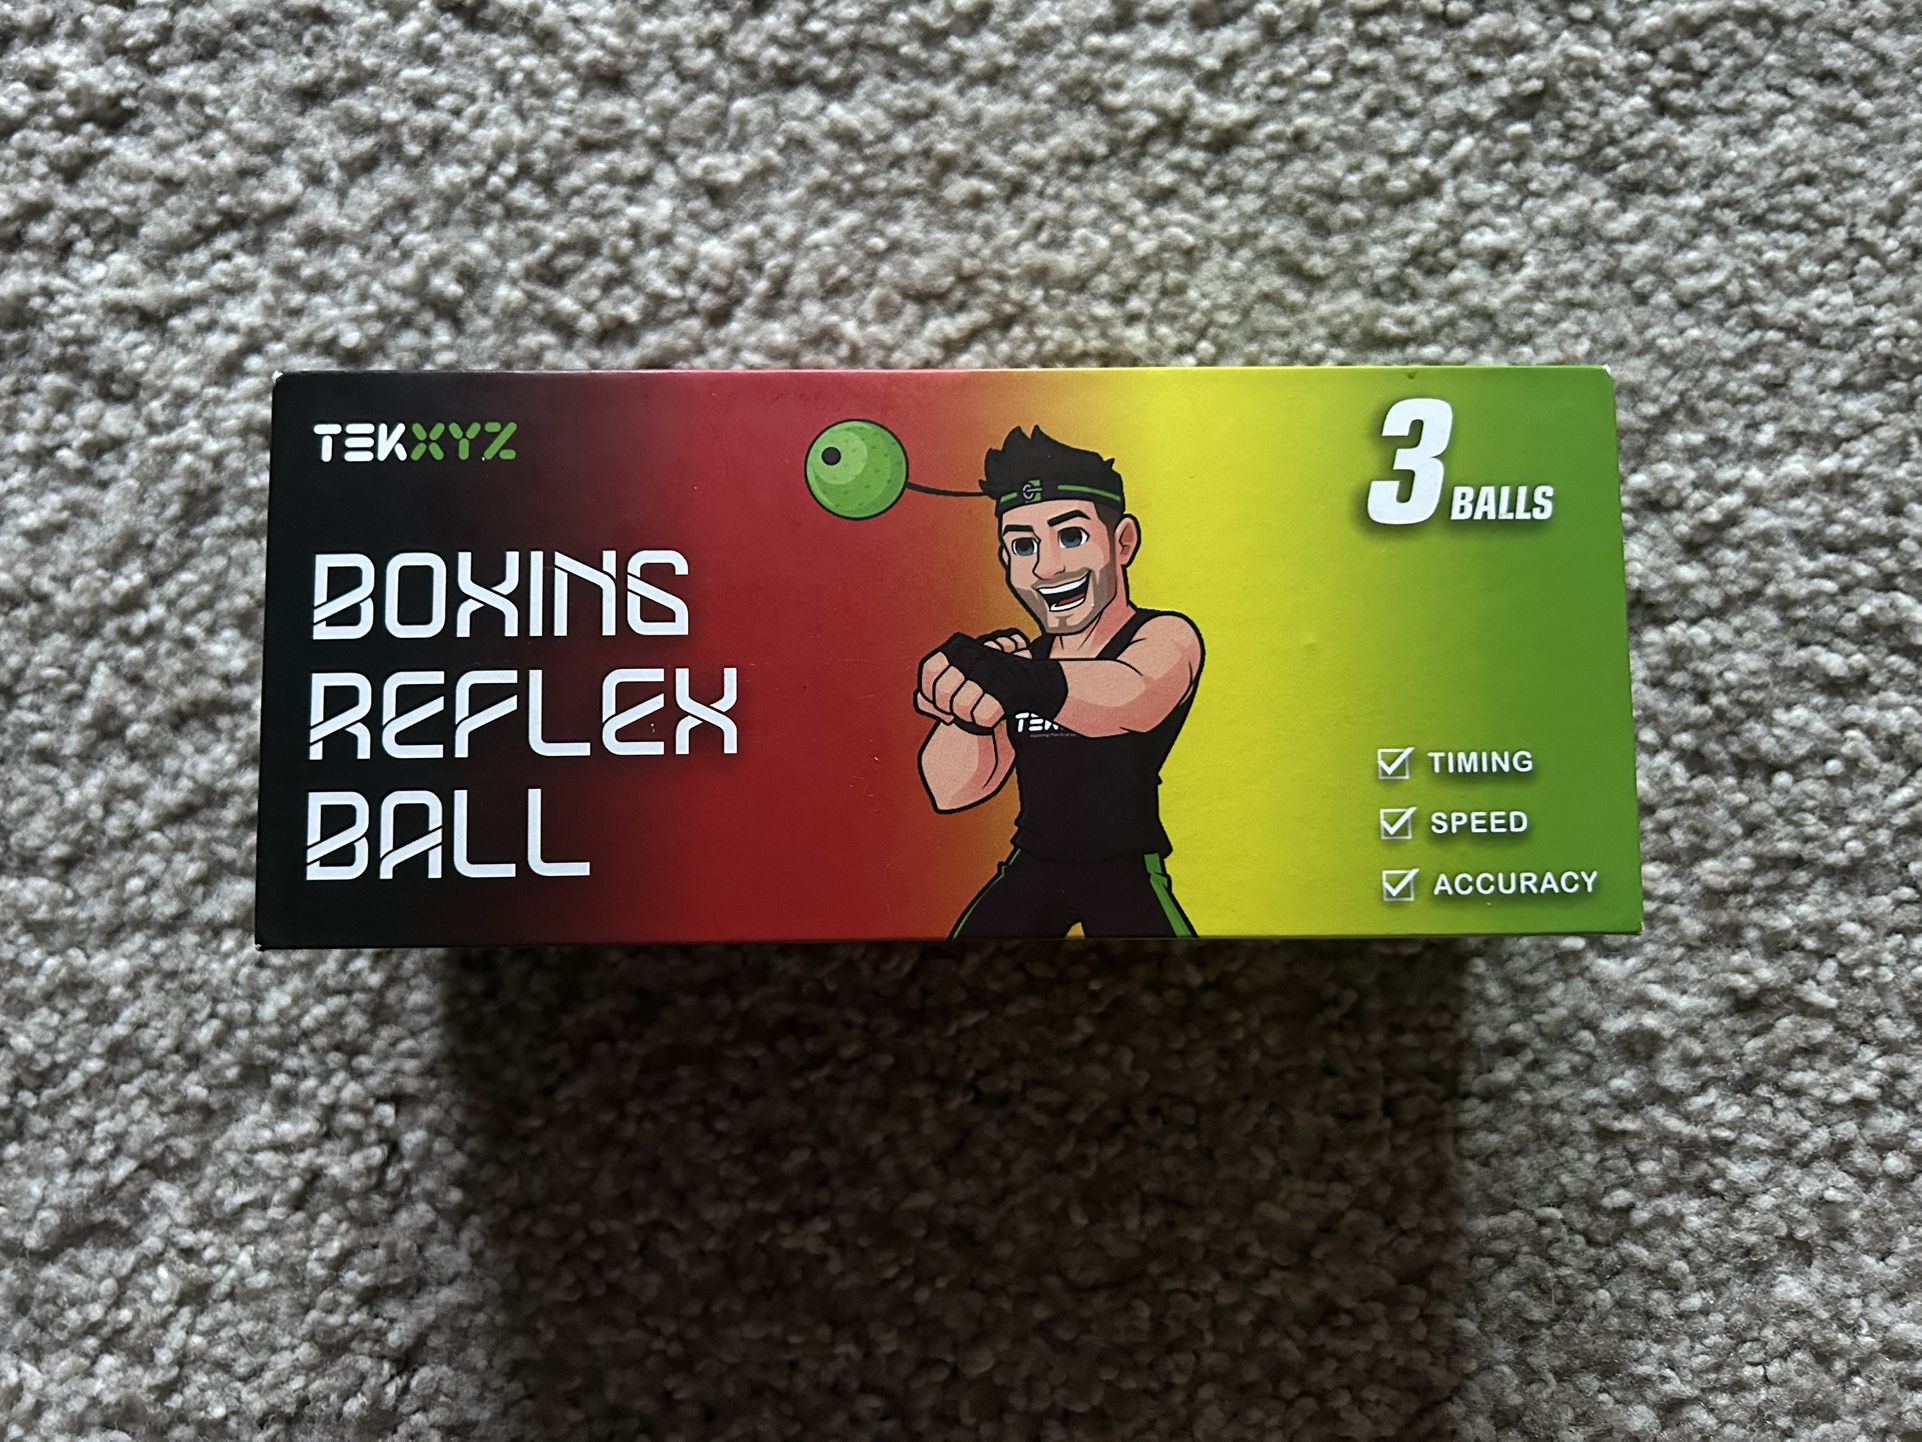 TEKXYZ
BOXING
REFLEX
BALL
3 BALLS
TIMING
SPEED
ACCURACY